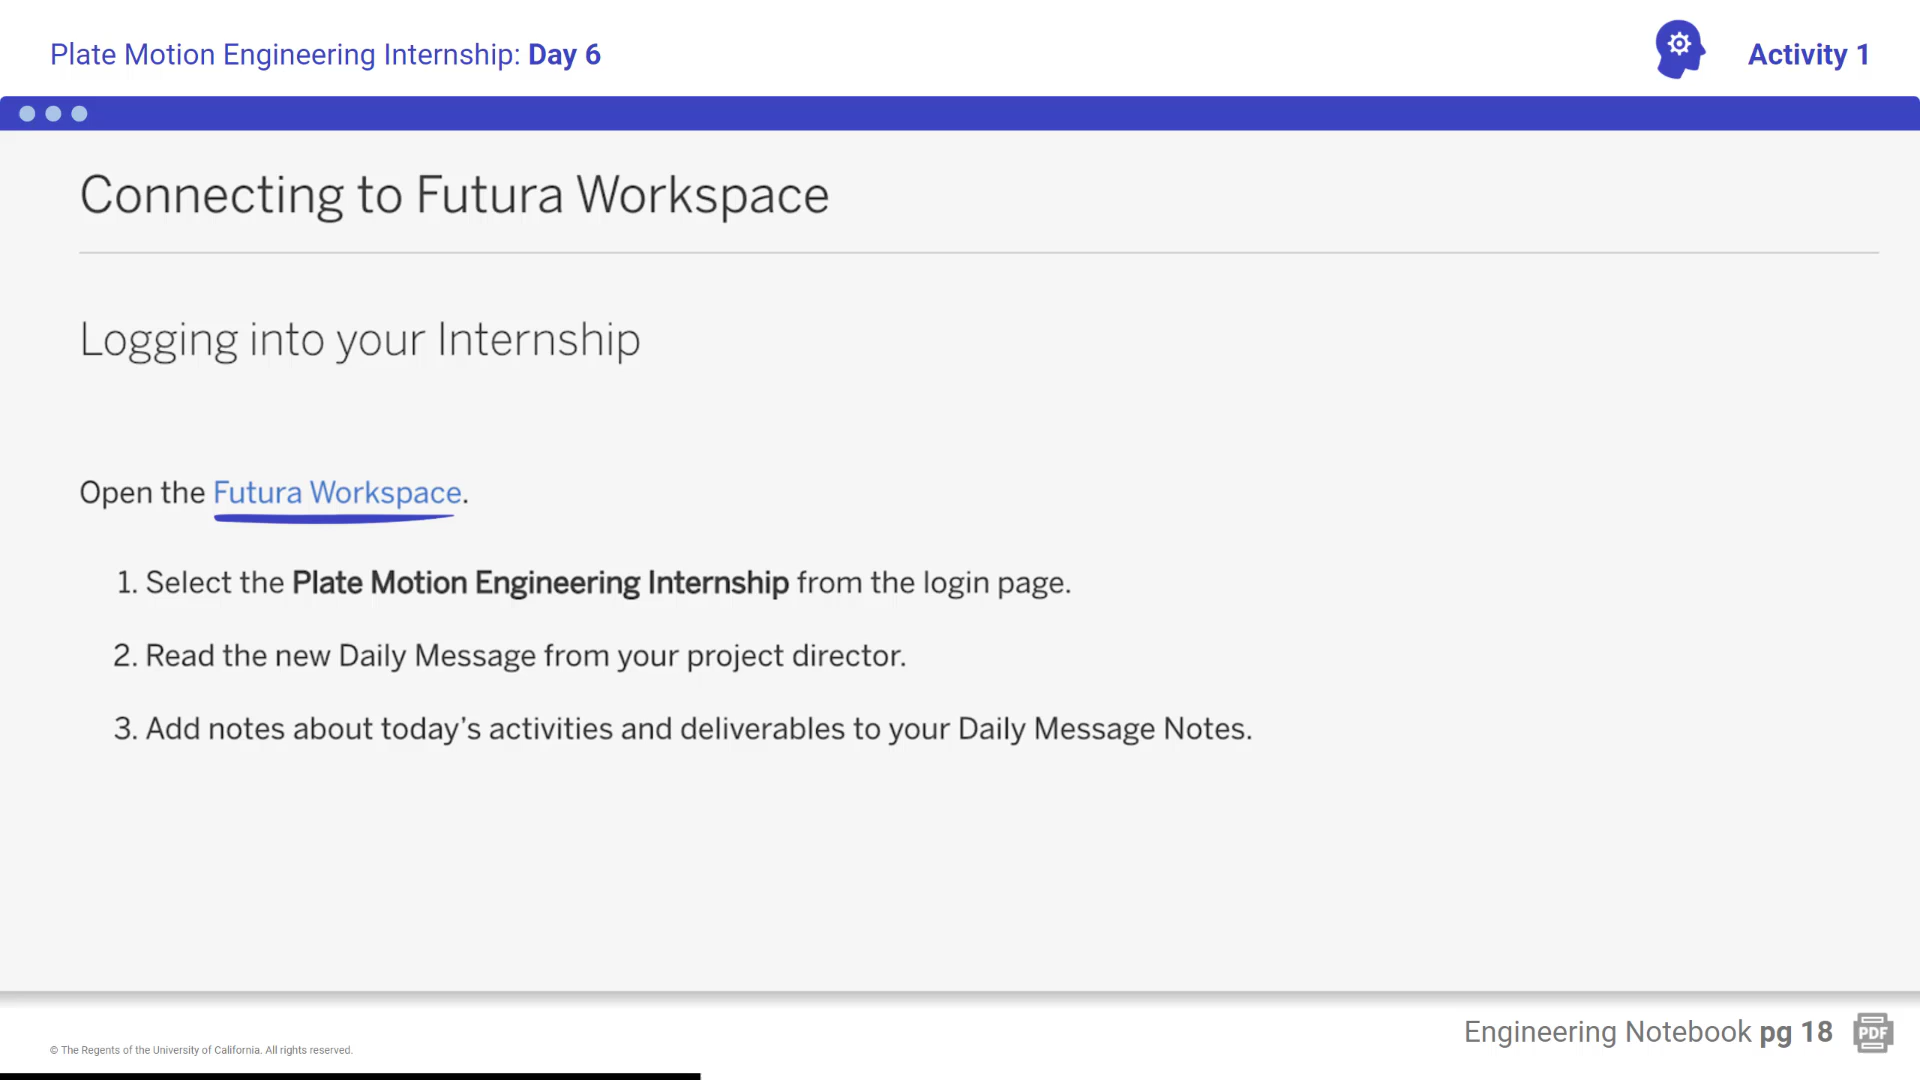 Plate Motion Engineering Internship: Day 6
Activity 1
Connecting to Futura Workspace
Logging into your Internship
Open the Futura Workspace.
1. Select the Plate Motion Engineering Internship from the login page.
2. Read the new Daily Message from your project director.
3. Add notes about today’s activities and deliverables to your Daily Message Notes.
Engineering Notebook pg 18
PDF
© The Regents of the University of California. All rights reserved.